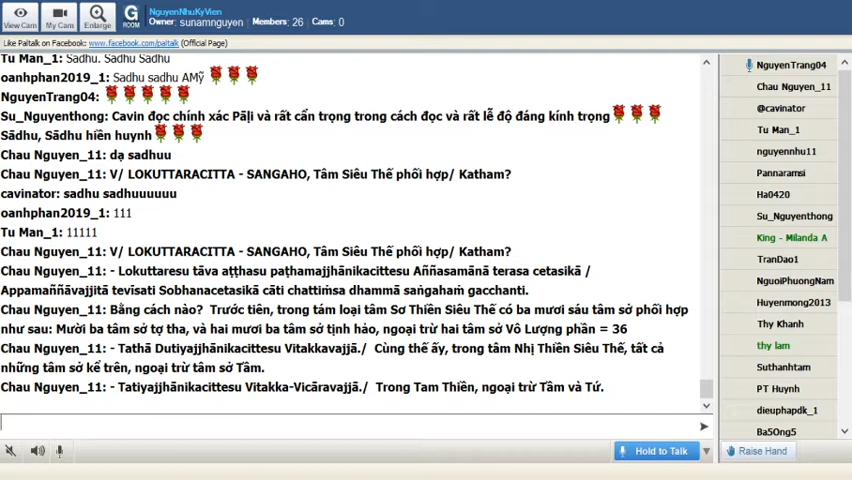 View Cam
My Cam
Enlarge
G
ROOM
NguyenNhuKyVien
Owner: sunamnguyen Members: 26 Cams: 0
Like Paltalk on Facebook: www.facebook.com/paltalk (Official Page)
Tu Man_1: Sadhu. Sadhu Sadhu
oanhphan2019_1: Sadhu sadhu AMỹ
NguyenTrang04:
Su_Nguyenthong: Cavin đọc chính xác Pāḷi và rất cẩn trọng trong cách đọc và rất lễ độ đáng kính trọng
Sādhu, Sādhu hiền huynh
Chau Nguyen_11: dạ sadhuu
Chau Nguyen_11: V/ LOKUTTARACITTA - SANGAHO, Tâm Siêu Thế phối hợp/ Katham?
cavinator: sadhu sadhuuuuuu
oanhphan2019_1: 111
Tu Man_1: 11111
Chau Nguyen_11: V/ LOKUTTARACITTA - SANGAHO, Tâm Siêu Thế phối hợp/ Katham?
Chau Nguyen_11: - Lokuttaresu tāva aṭṭhasu paṭhamajjhānikacittesu Aññasamānā terasa cetasikā /
Appamaññāvajjitā tevīsati Sobhanacetasikā cāti chattiṁsa dhammā saṅgahaṁ gacchanti.
Chau Nguyen_11: Bằng cách nào?  Trước tiên, trong tám loại tâm Sơ Thiền Siêu Thế có ba mươi sáu tâm sở phối hợp
như sau: Mười ba tâm sở tợ tha, và hai mươi ba tâm sở tịnh hảo, ngoại trừ hai tâm sở Vô Lượng phần = 36
Chau Nguyen_11: - Tathā Dutiyajjhānikacittesu Vitakkavajjā./  Cùng thế ấy, trong tâm Nhị Thiền Siêu Thế, tất cả
những tâm sở kể trên, ngoại trừ tâm sở Tầm.
Chau Nguyen_11: - Tatiyajjhānikacittesu Vitakka-Vicāravajjā./  Trong Tam Thiền, ngoại trừ Tầm và Tứ.
Hold to Talk
NguyenTrang04
Chau Nguyen_11
@cavinator
Tu Man_1
nguyennhu11
Pannaramsi
Ha0420
Su_Nguyenthong
King - Milanda A
TranDao1
NguoiPhuongNam
Huyenmong2013
Thy Khanh
thy lam
Suthanhtam
PT Huynh
dieuphapdk_1
Ba5Ong5
Raise Hand